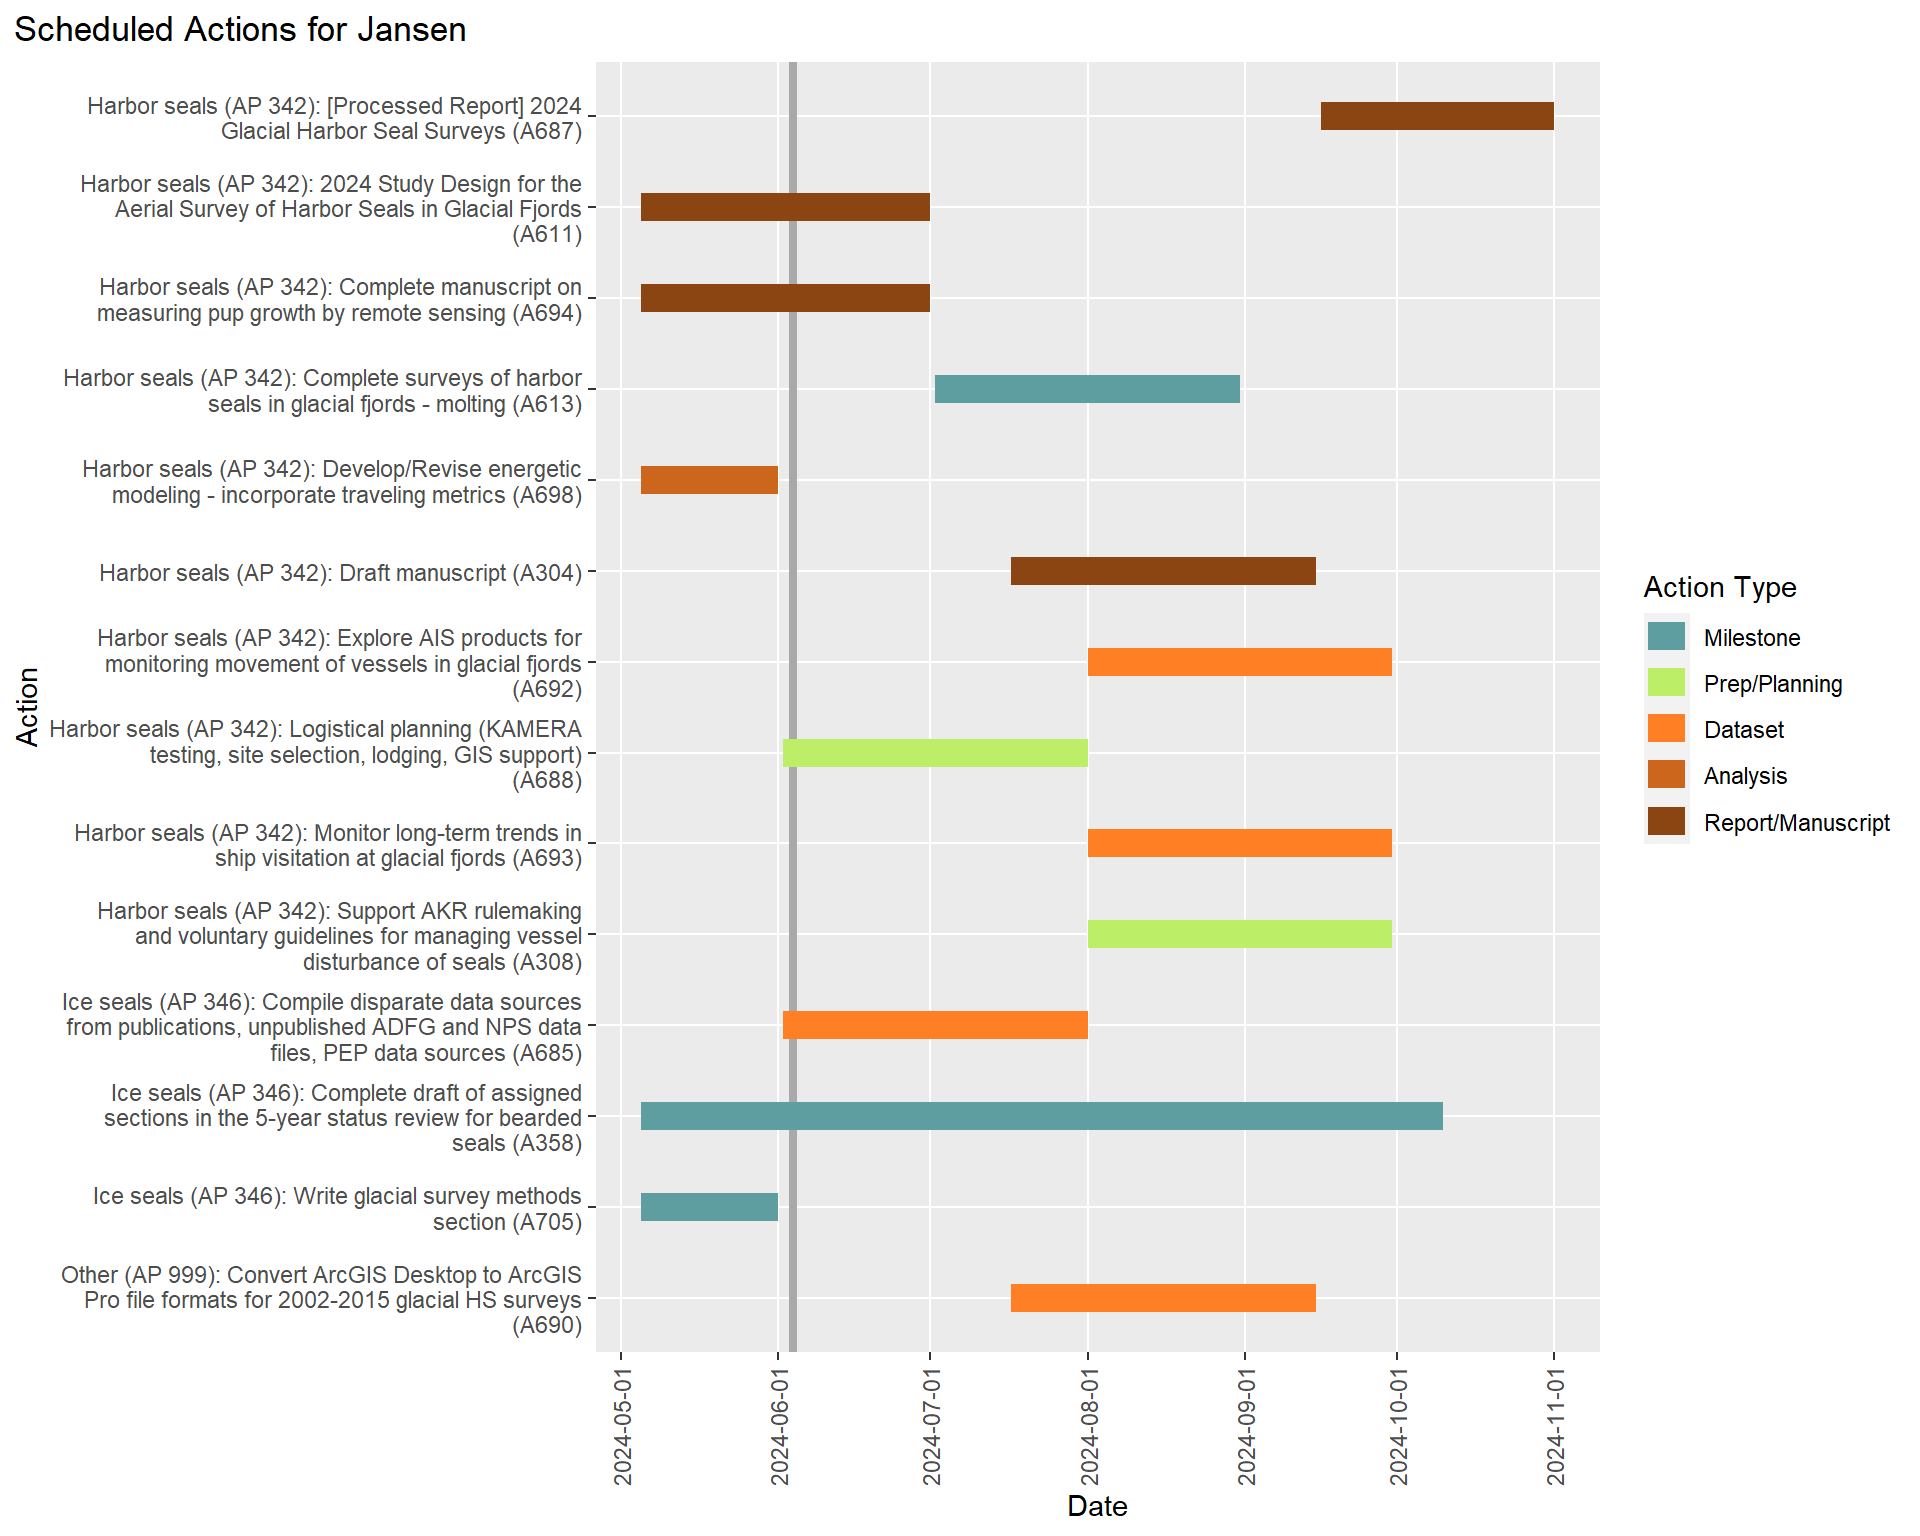 Scheduled Actions for Jansen
Harbor seals (AP 342): [Processed Report] 2024
Glacial Harbor Seal Surveys (A687)
Harbor seals (AP 342): 2024 Study Design for the
Aerial Survey of Harbor Seals in Glacial Fjords
(A611)
Harbor seals (AP 342): Complete manuscript on
measuring pup growth by remote sensing (A694)
Harbor seals (AP 342): Complete surveys of harbor
seals in glacial fjords - molting (A613)
Harbor seals (AP 342): Develop/Revise energetic
modeling - incorporate traveling metrics (A698)
Harbor seals (AP 342): Draft manuscript (A304)
Harbor seals (AP 342): Explore AIS products for
monitoring movement of vessels in glacial fjords
(A692)
Harbor seals (AP 342): Logistical planning (KAMERA
testing, site selection, lodging, GIS support)
(A688)
Harbor seals (AP 342): Monitor long-term trends in
ship visitation at glacial fjords (A693)
Harbor seals (AP 342): Support AKR rulemaking
and voluntary guidelines for managing vessel
disturbance of seals (A308)
Ice seals (AP 346): Compile disparate data sources
from publications, unpublished ADFG and NPS data
files, PEP data sources (A685)
Ice seals (AP 346): Complete draft of assigned
sections in the 5-year status review for bearded
seals (A358)
Ice seals (AP 346): Write glacial survey methods
section (A705)
Other (AP 999): Convert ArcGIS Desktop to ArcGIS
Pro file formats for 2002-2015 glacial HS surveys
(A690)
Action
2024-05-01
2024-06-01
2024-07-01
2024-08-01
2024-09-01
2024-10-01
2024-11-01
Date
Action Type
Milestone
Prep/Planning
Dataset
Analysis
Report/Manuscript